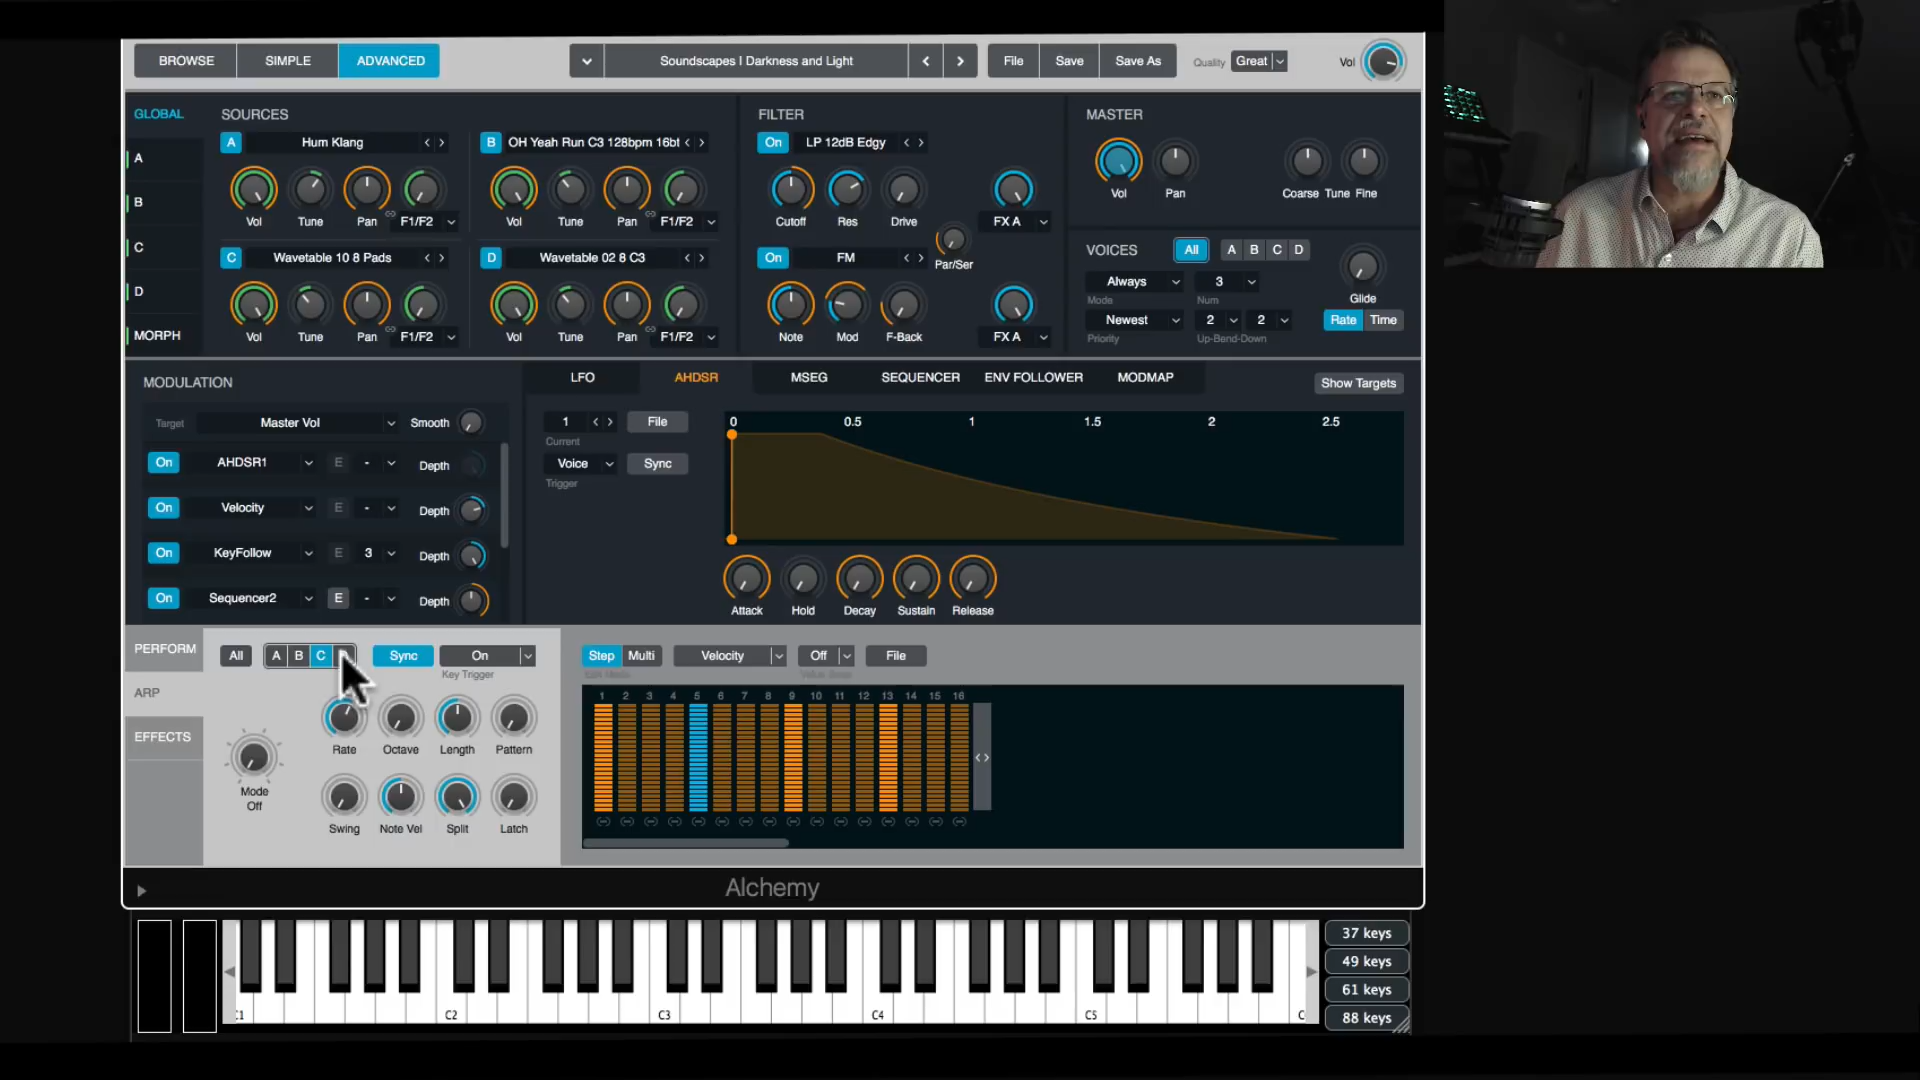 BROWSE SIMPLE ADVANCED Soundscapes | Darkness and Light File Save Save As Quality Great Vol
GLOBAL
A
B
C
D
MORPH
SOURCES
A Hum Klang
Vol Tune Pan F1/F2
B OH Yeah Run C3 128bpm 16bt
Vol Tune Pan F1/F2
C Wavetable 10 8 Pads
Vol Tune Pan F1/F2
D Wavetable 02 8 C3
Vol Tune Pan F1/F2
FILTER
On LP 12dB Edgy
Cutoff Res Drive FX A
Par/Ser
On FM
Note Mod F-Back FX A
MASTER
Vol Pan Coarse Tune Fine
VOICES All A B C D
Always 3
Mode Num
Newest 2 2
Priority Up-Bend-Down
Glide
Rate Time
MODULATION
Target Master Vol Smooth
On AHDSR1 E - Depth
On Velocity E - Depth
On KeyFollow E 3 Depth
On Sequencer2 E - Depth
LFO AHDSR MSEG SEQUENCER ENV FOLLOWER MODMAP Show Targets
1 File
Current
Voice Sync
Trigger
0 0.5 1 1.5 2 2.5
Attack Hold Decay Sustain Release
PERFORM
ARP
EFFECTS
All A B C Sync On
Key Trigger
Rate Octave Length Pattern
Mode
Off
Swing Note Vel Split Latch
Step Multi Velocity Off File
1 2 3 4 5 6 7 8 9 10 11 12 13 14 15 16
Alchemy
C2 C3 C4 C5
37 keys
49 keys
61 keys
88 keys